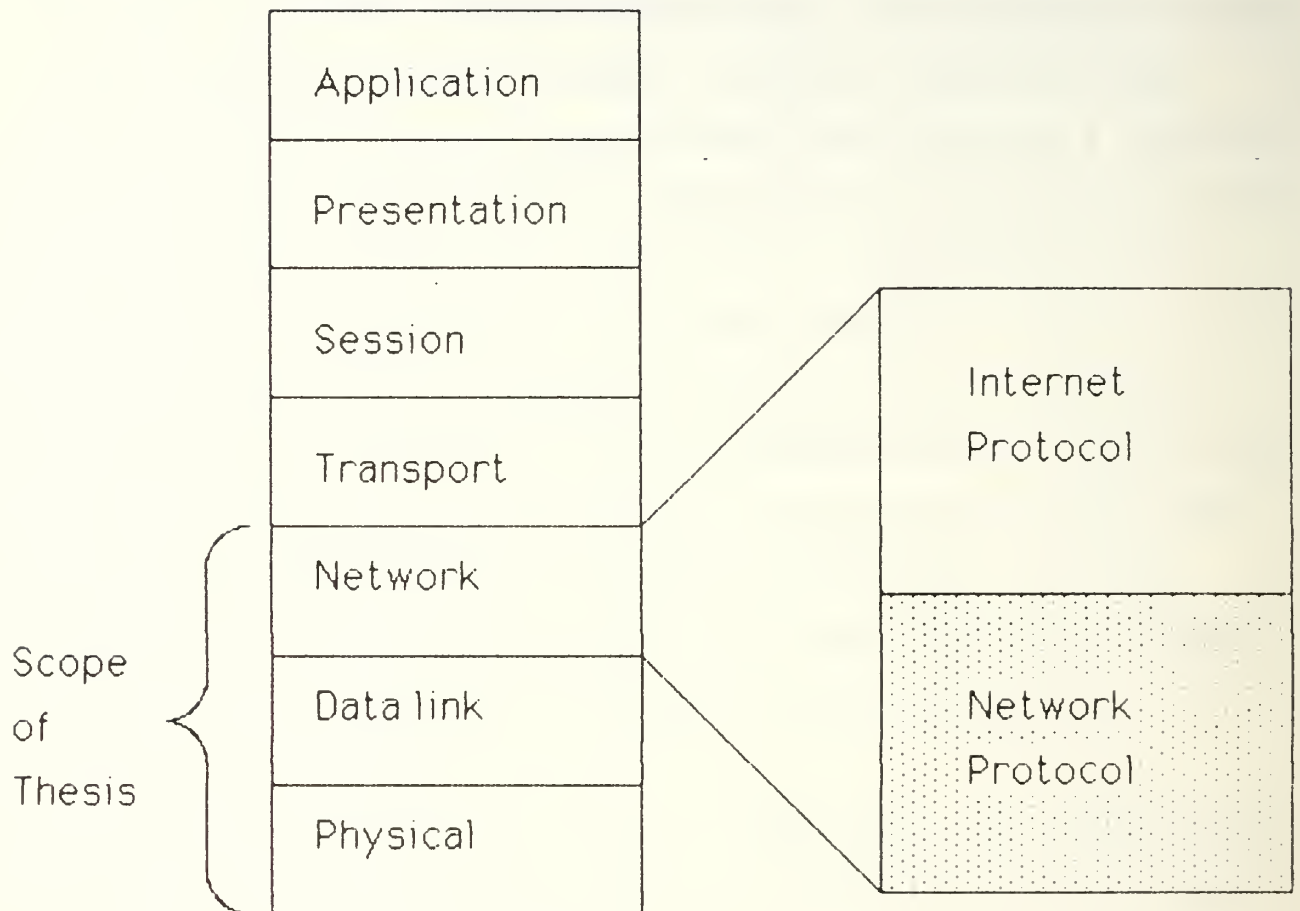 Application
Presentation
Session
Transport
Network
Data link
Physical
Scope
of
Thesis
Internet
Protocol
Network
Protocol